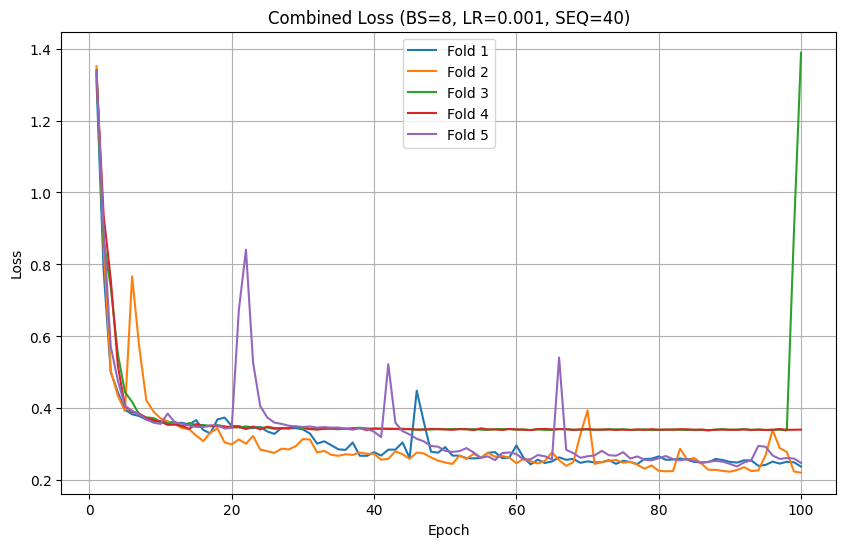 Combined Loss (BS=8, LR=0.001, SEQ=40)
Fold 1
Fold 2
Fold 3
Fold 4
Fold 5
Loss
1.4
1.2
1.0
0.8
0.6
0.4
0.2
0 20 40 60 80 100
Epoch